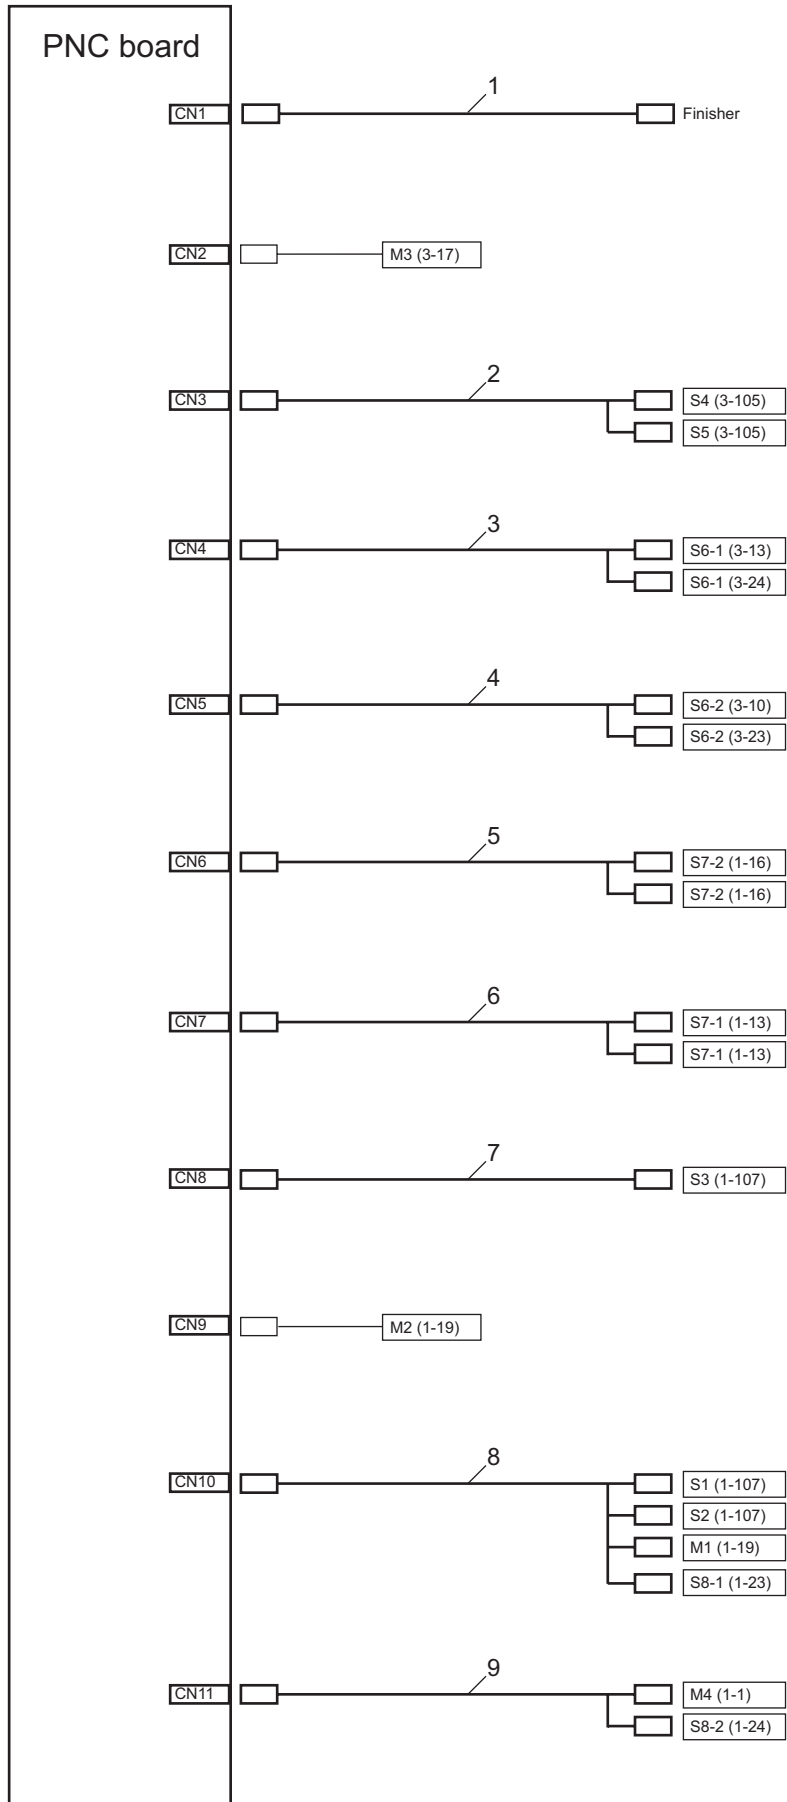 PNC board
1
CN1
Finisher
CN2
M3 (3-17)
2
CN3
S4 (3-105)
S5 (3-105)
3
CN4
S6-1 (3-13)
S6-1 (3-24)
4
CN5
S6-2 (3-10)
S6-2 (3-23)
5
CN6
S7-2 (1-16)
S7-2 (1-16)
6
CN7
S7-1 (1-13)
S7-1 (1-13)
7
CN8
S3 (1-107)
CN9
M2 (1-19)
8
CN10
S1 (1-107)
S2 (1-107)
M1 (1-19)
S8-1 (1-23)
9
CN11
M4 (1-1)
S8-2 (1-24)